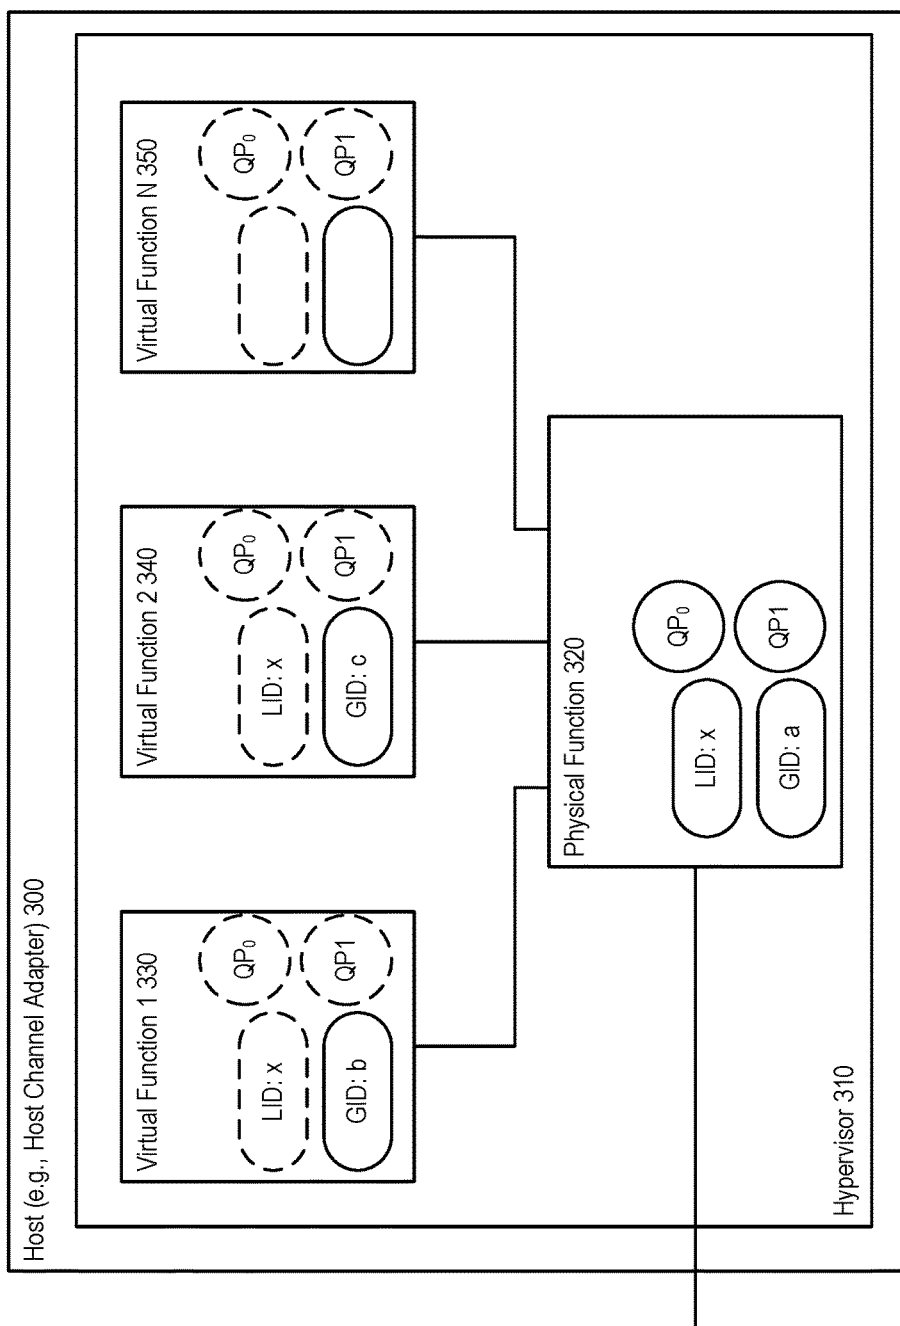 Host (e.g., Host Channel Adapter) 300
Virtual Function 1 330
LID: x
QP0
GID: b
QP1
Virtual Function 2 340
LID: x
QP0
GID: c
QP1
Virtual Function N 350
QP0
QP1
Physical Function 320
LID: x
QP0
GID: a
QP1
Hypervisor 310